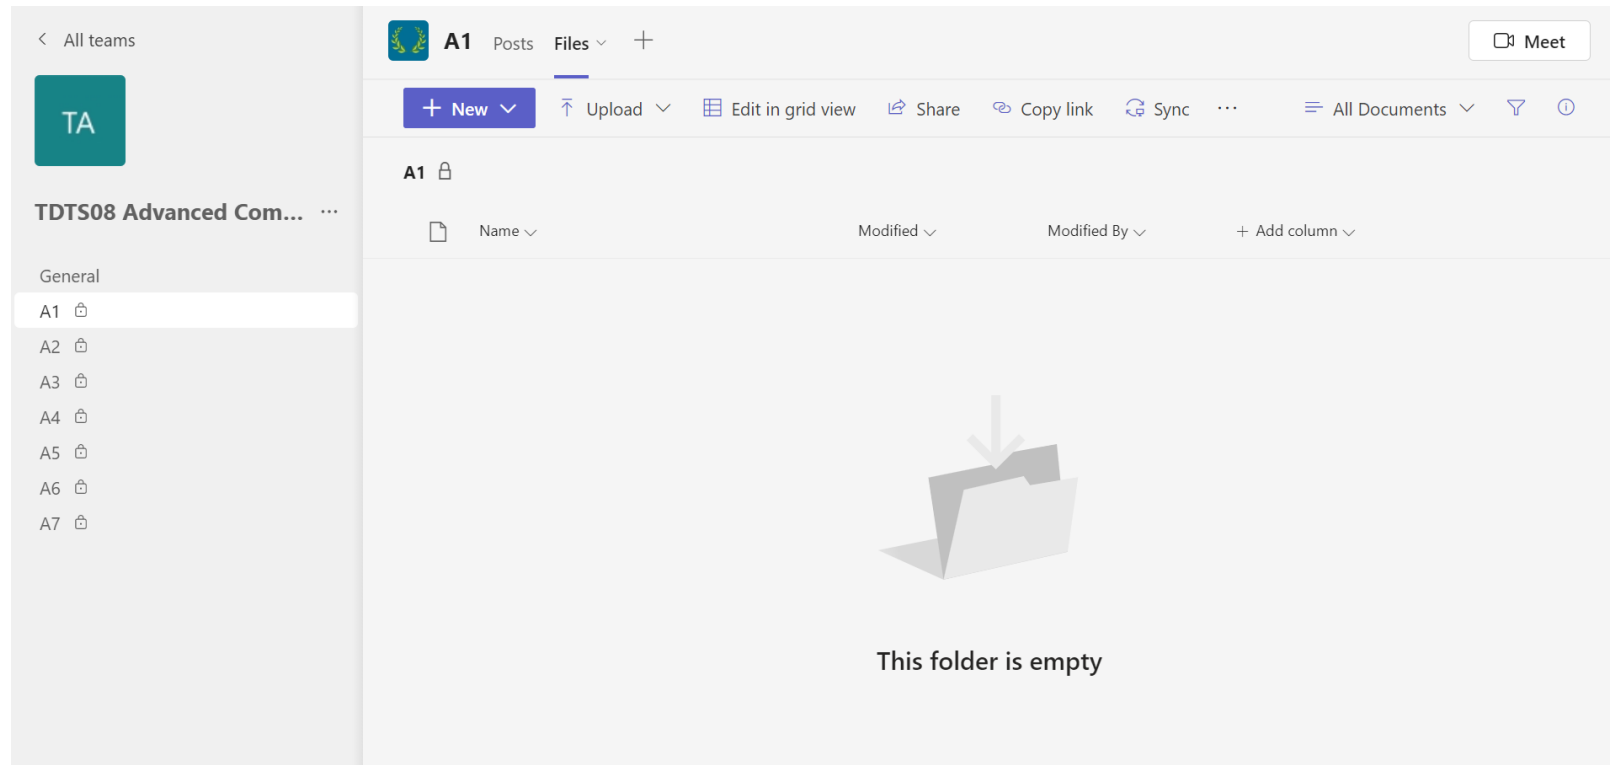 All teams
TA
TDTS08 Advanced Com... ...
General
A1
A2
A3
A4
A5
A6
A7
A1 Posts Files +
Meet
+ New Upload Edit in grid view Share Copy link Sync ... All Documents
A1
Name Modified Modified By + Add column
This folder is empty